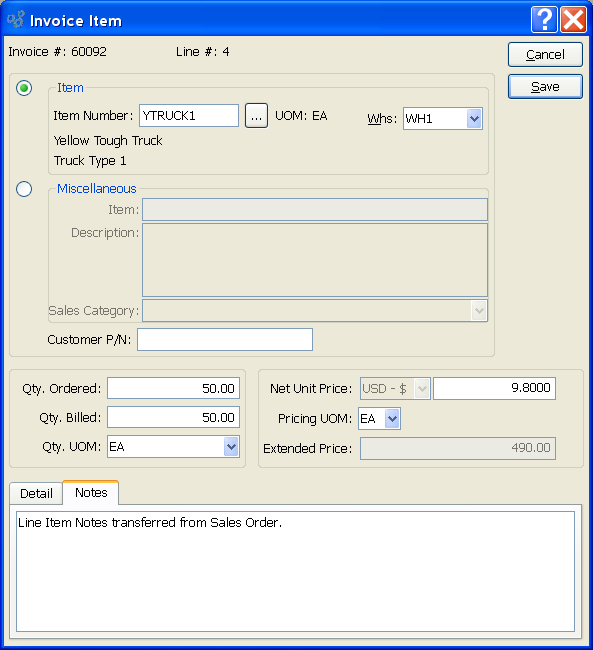 Invoice Item
Invoice #: 60092 Line #: 4
Cancel
Save
Item
Item Number: YTRUCK1 ... UOM: EA Whs: WH1
Yellow Tough Truck
Truck Type 1
Miscellaneous
Item:
Description:
Sales Category:
Customer P/N:
Qty. Ordered: 50.00
Qty. Billed: 50.00
Qty. UOM: EA
Net Unit Price: USD - $ 9.8000
Pricing UOM: EA
Extended Price: 490.00
Detail Notes
Line Item Notes transferred from Sales Order.